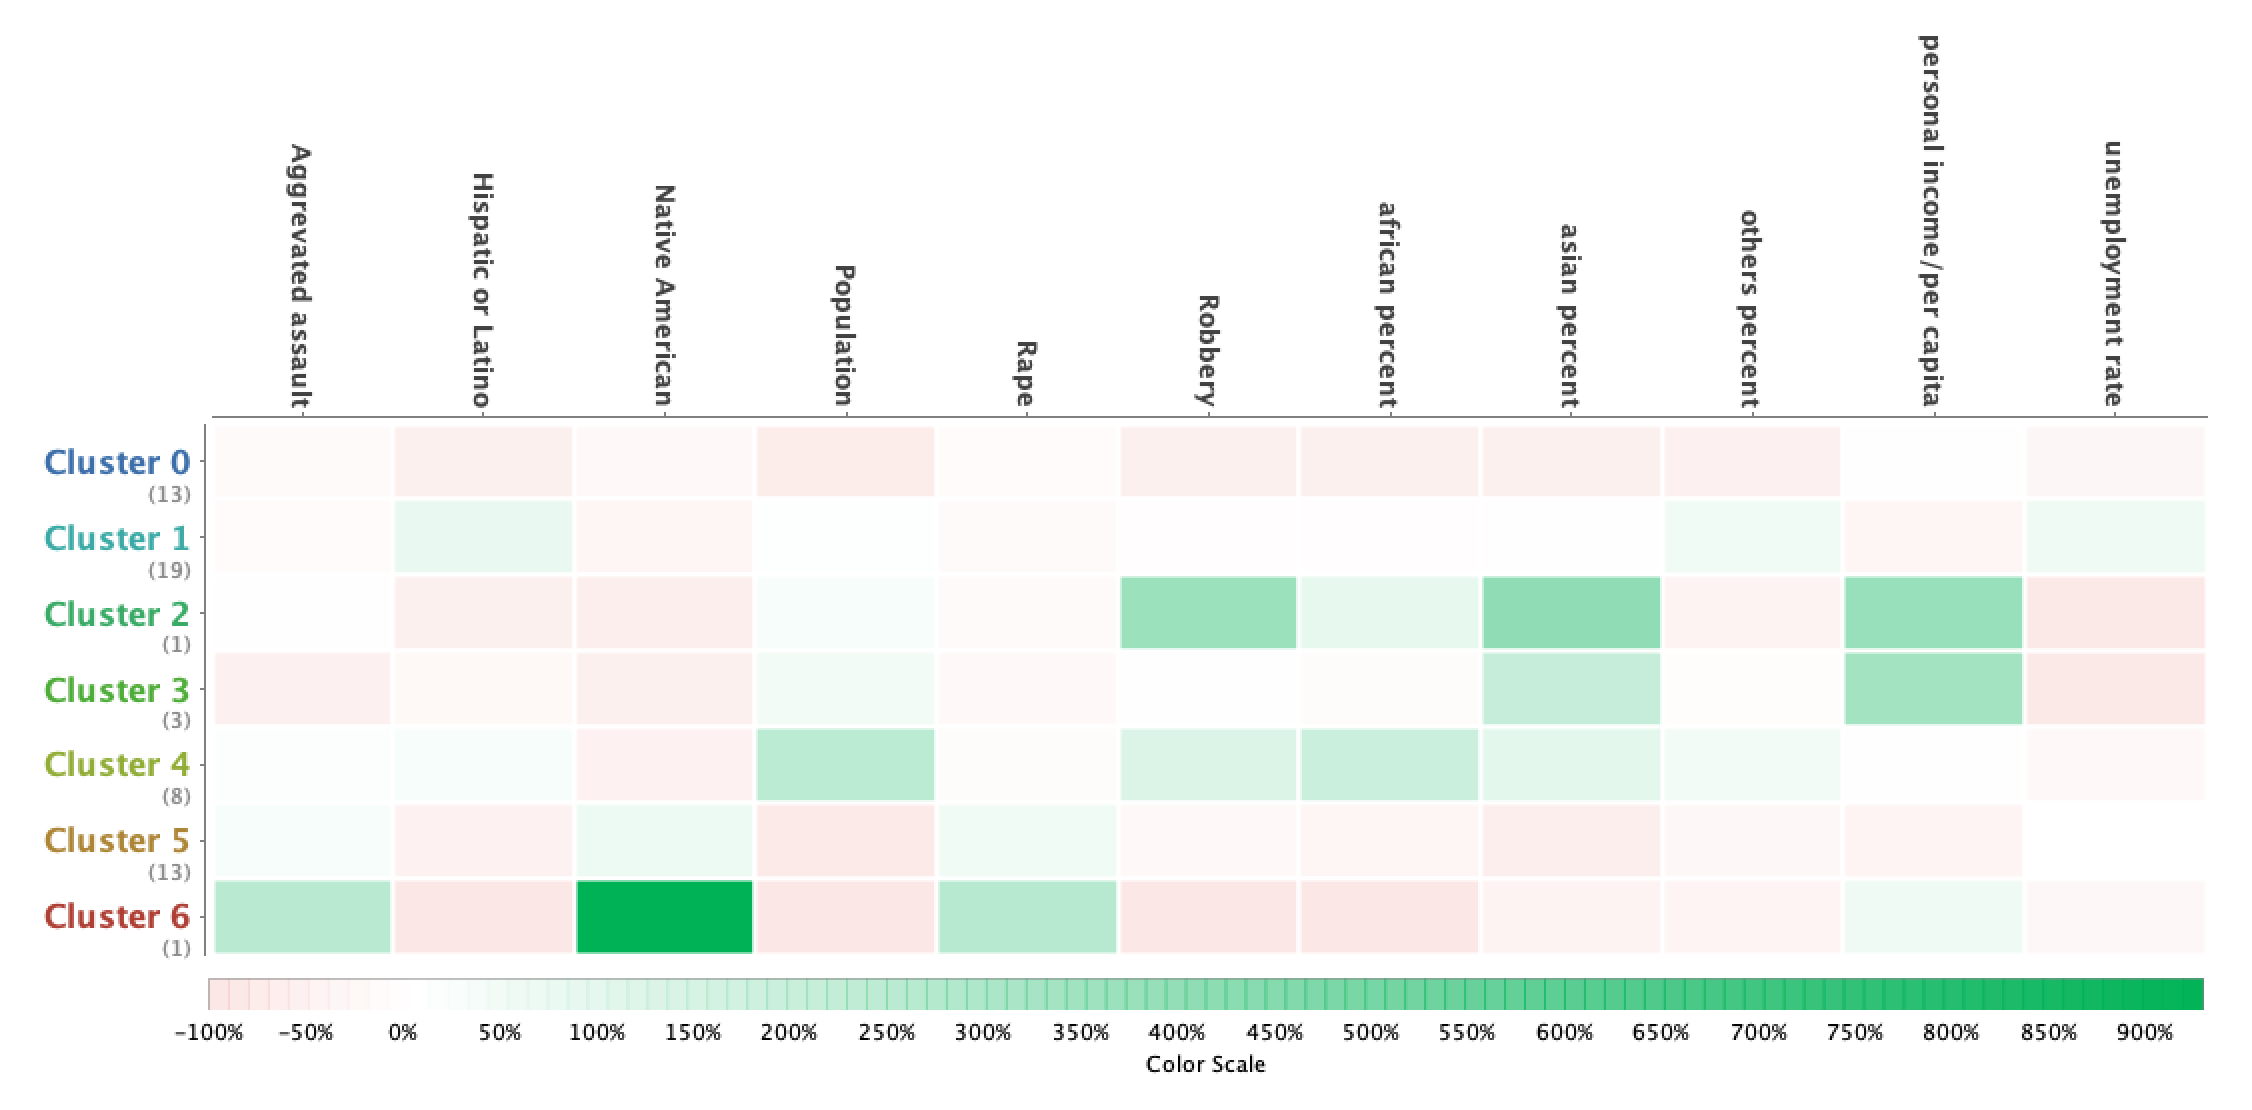 Aggrevated assault
Hispatic or Latino
Native American
Population
Rape
Robbery
african percent
asian percent
others percent
personal income/per capita
unemployment rate
Cluster 0
(13)
Cluster 1
(19)
Cluster 2
(1)
Cluster 3
(3)
Cluster 4
(8)
Cluster 5
(13)
Cluster 6
(1)
-100% -50% 0% 50% 100% 150% 200% 250% 300% 350% 400% 450% 500% 550% 600% 650% 700% 750% 800% 850% 900%
Color Scale